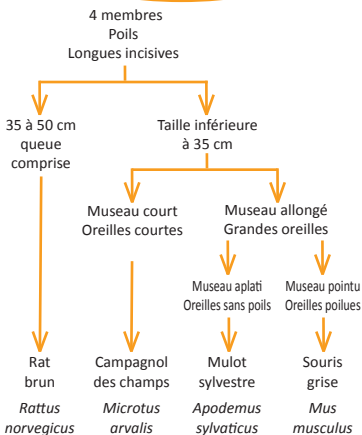 4 membres
Poils
Longues incisives
35 à 50 cm
queue
comprise
Taille inférieure
à 35 cm
Museau court
Oreilles courtes
Museau allongé
Grandes oreilles
Museau aplati
Oreilles sans poils
Museau pointu
Oreilles poilues
Rat
brun
Rattus
norvegicus
Campagnol
des champs
Microtus
arvalis
Mulot
sylvestre
Apodemus
sylvaticus
Souris
grise
Mus
musculus